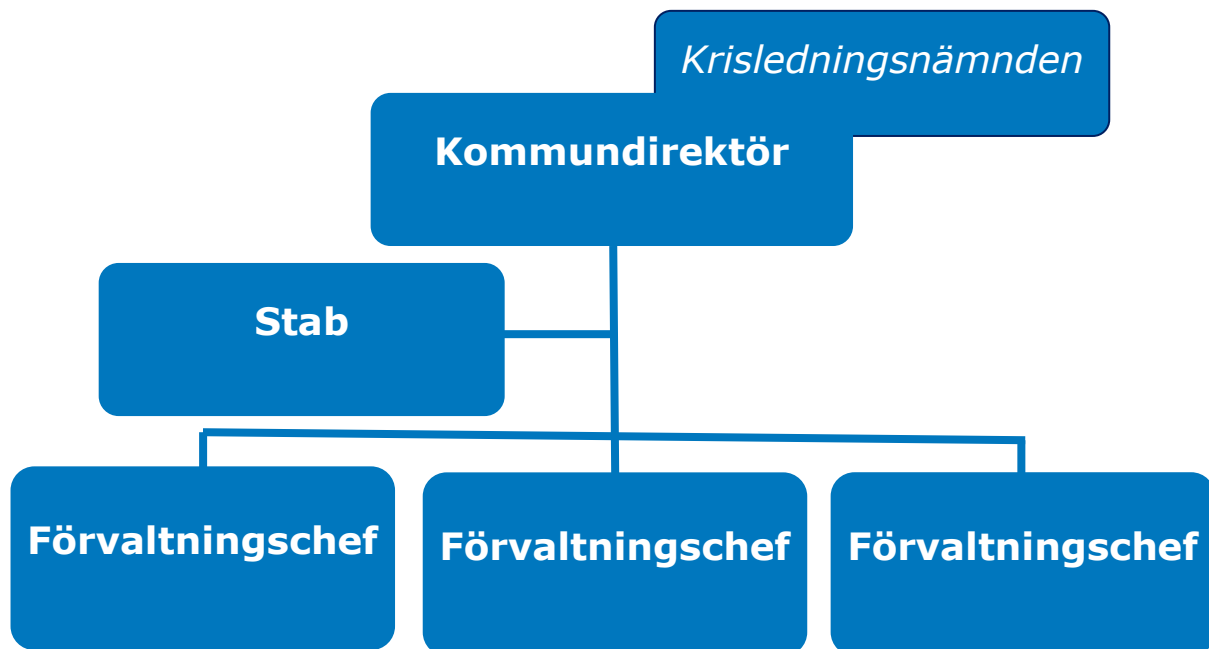 Krisledningsnämnden
Kommundirektör
Stab
Förvaltningschef
Förvaltningschef
Förvaltningschef